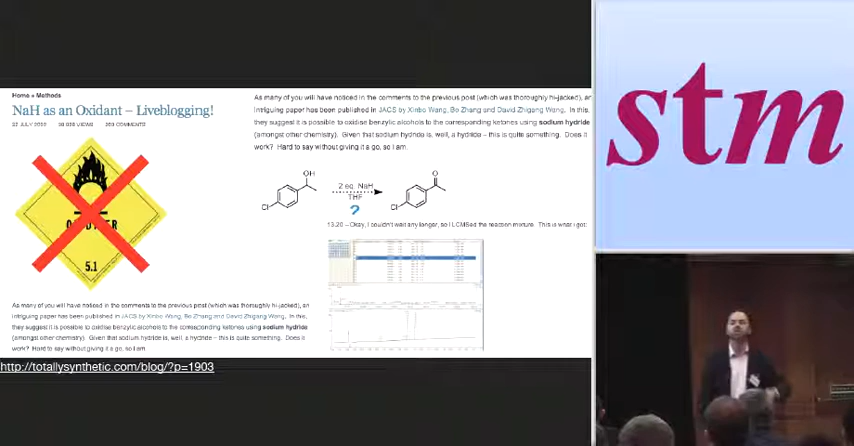 Home » Methods
NaH as an Oxidant – Liveblogging!
As many of you will have noticed in the comments to the previous post (which was thoroughly hi-jacked), an
intriguing paper has been published in JACS by Xinbo Wang, Bo Zhang and David Zhigang Wang. In this,
they suggest it is possible to oxidise benzylic alcohols to the corresponding ketones using sodium hydride
(amongst other chemistry). Given that sodium hydride is, well, a hydride – this is quite something. Does it
work? Hard to say without giving it a go, so I am.
OH
O
2 eq. NaH
THF
?
Cl
Cl
13.20 – Okay, I couldn't wait any longer, so I LCMSed the reaction mixture. This is what I got:
5.1
As many of you will have noticed in the comments to the previous post (which was thoroughly hi-jacked), an
intriguing paper has been published in JACS by Xinbo Wang, Bo Zhang and David Zhigang Wang. In this,
they suggest it is possible to oxidise benzylic alcohols to the corresponding ketones using sodium hydride
(amongst other chemistry). Given that sodium hydride is, well, a hydride – this is quite something. Does it
work? Hard to say without giving it a go, so I am.
http://totallysynthetic.com/blog/?p=1903
stm